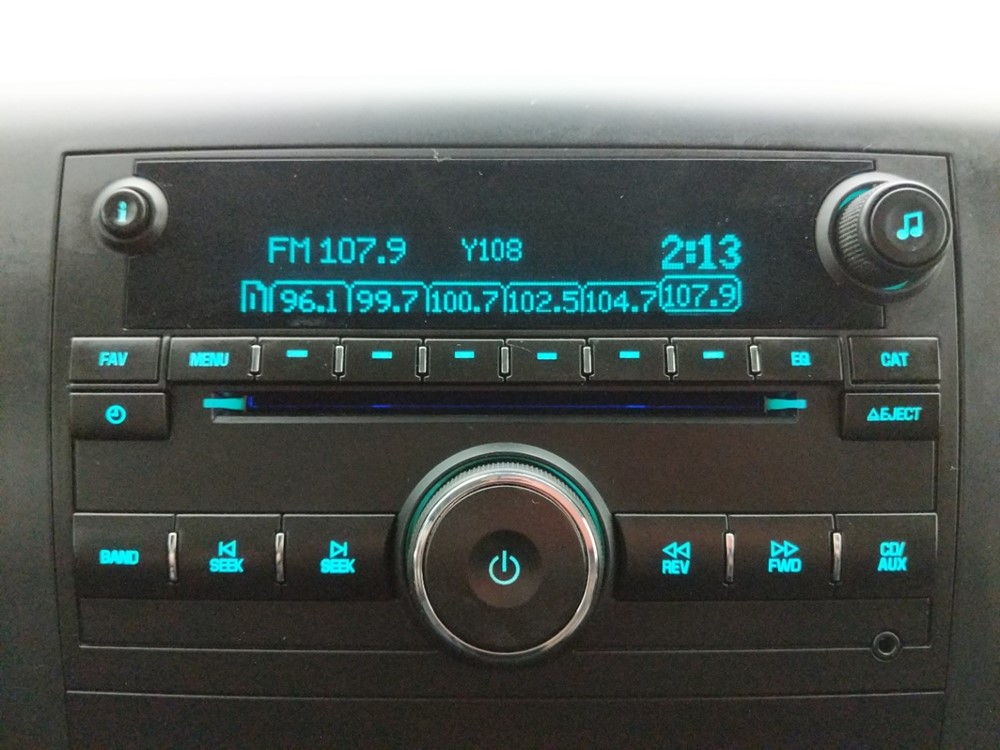 i
FM 107.9 Y108 2:13
1 96.1 99.7 100.7 102.5 104.7 107.9
FAV MENU EQ CAT
EJECT
BAND SEEK SEEK REV FWD CD/
AUX